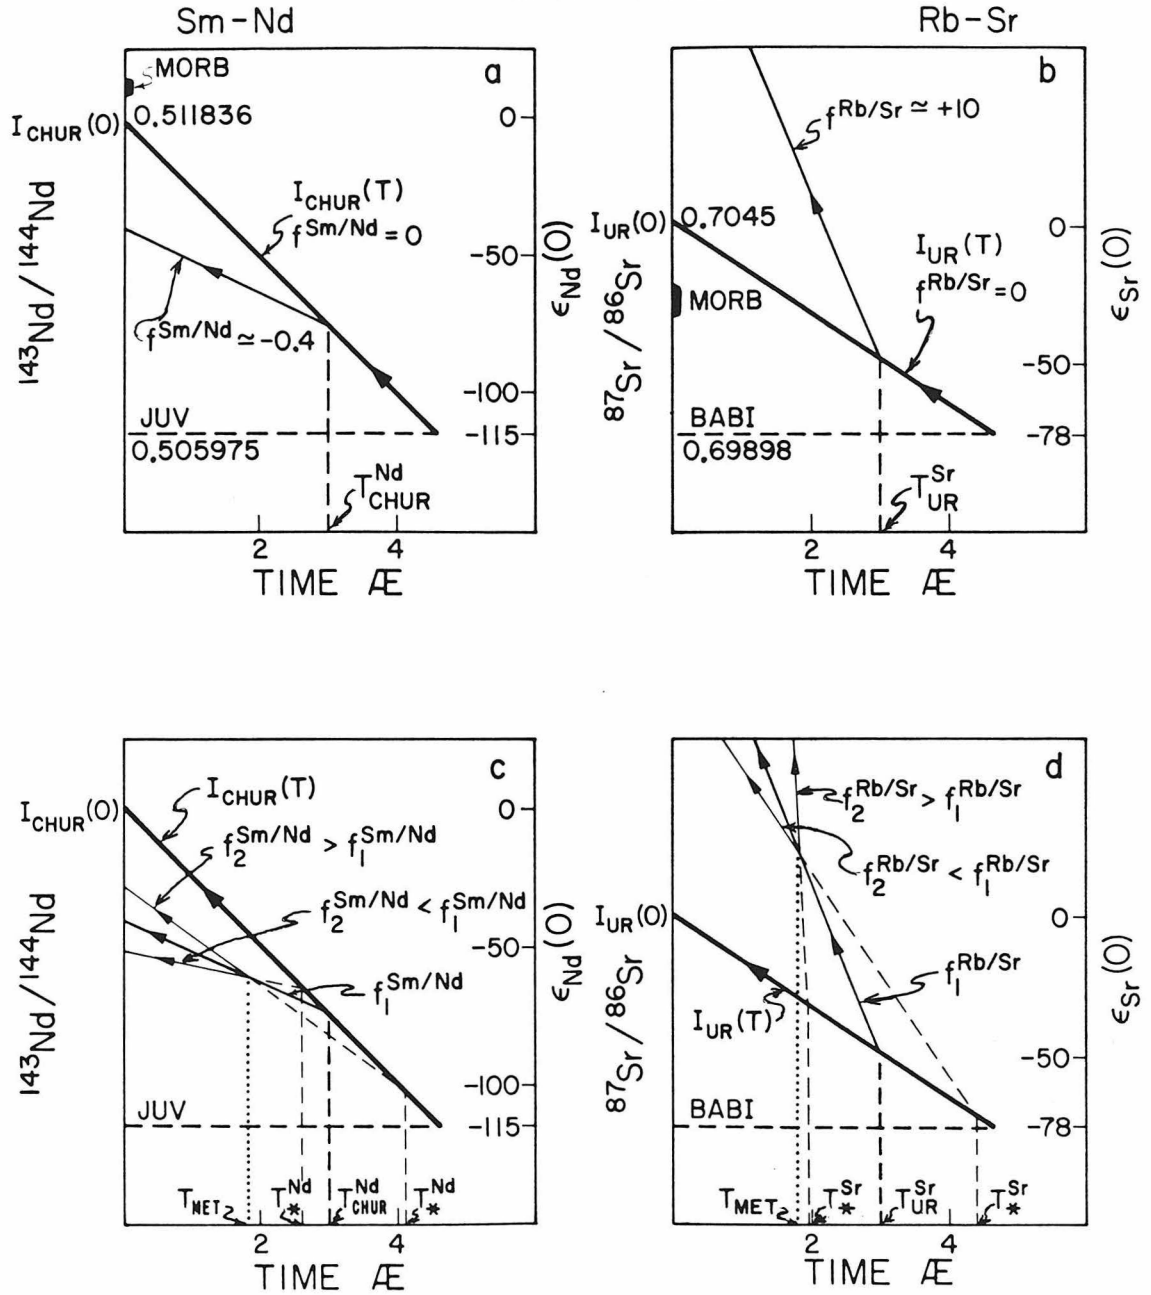 Sm-Nd
Rb-Sr
a
MORB
0.511836
I_CHUR(0)
I_CHUR(T)
f^Sm/Nd = 0
f^Sm/Nd ≃ -0.4
JUV
0.505975
T^Nd_CHUR
143Nd / 144Nd
0
-50
-100
-115
ϵ_Nd(0)
2
4
TIME Æ
b
f^Rb/Sr ≃ +10
I_UR(0)
0.7045
MORB
I_UR(T)
f^Rb/Sr = 0
BABI
0.69898
T^Sr_UR
87Sr / 86Sr
0
-50
-78
ϵ_Sr(0)
2
4
TIME Æ
c
I_CHUR(0)
I_CHUR(T)
f_2^Sm/Nd > f_1^Sm/Nd
f_2^Sm/Nd < f_1^Sm/Nd
f_1^Sm/Nd
JUV
143Nd / 144Nd
0
-50
-100
-115
ϵ_Nd(0)
T_MET
T^Nd_*
T^Nd_CHUR
T^Nd_*
2
4
TIME Æ
d
f_2^Rb/Sr > f_1^Rb/Sr
f_2^Rb/Sr < f_1^Rb/Sr
I_UR(0)
f_1^Rb/Sr
I_UR(T)
BABI
87Sr / 86Sr
0
-50
-78
ϵ_Sr(0)
T_MET
T^Sr_*
T^Sr_UR
T^Sr_*
2
4
TIME Æ